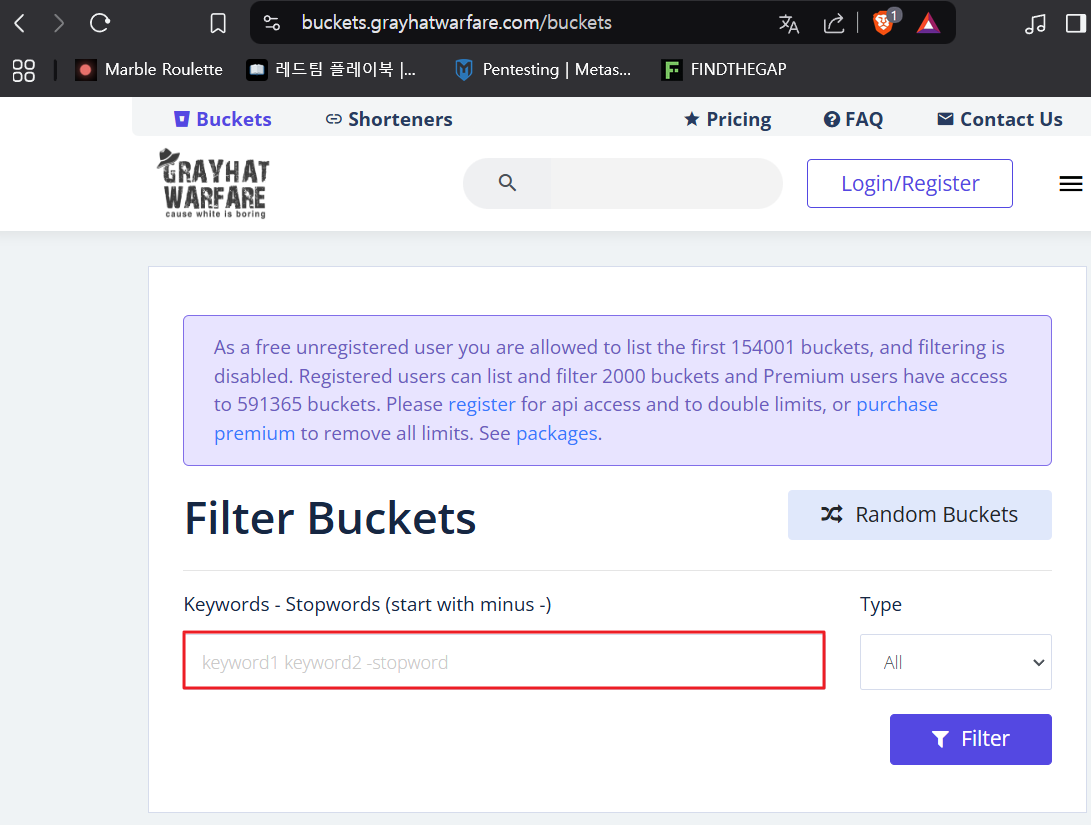 buckets.grayhatwarfare.com/buckets
1
Marble Roulette
레드팀 플레이북 |...
Pentesting | Metas...
FINDTHEGAP
Buckets
Shorteners
Pricing
FAQ
Contact Us
GRAYHAT
WARFARE
cause white is boring
Login/Register
As a free unregistered user you are allowed to list the first 154001 buckets, and filtering is
disabled. Registered users can list and filter 2000 buckets and Premium users have access
to 591365 buckets. Please register for api access and to double limits, or purchase
premium to remove all limits. See packages.
Filter Buckets
Random Buckets
Keywords - Stopwords (start with minus -)
Type
keyword1 keyword2 -stopword
All
Filter